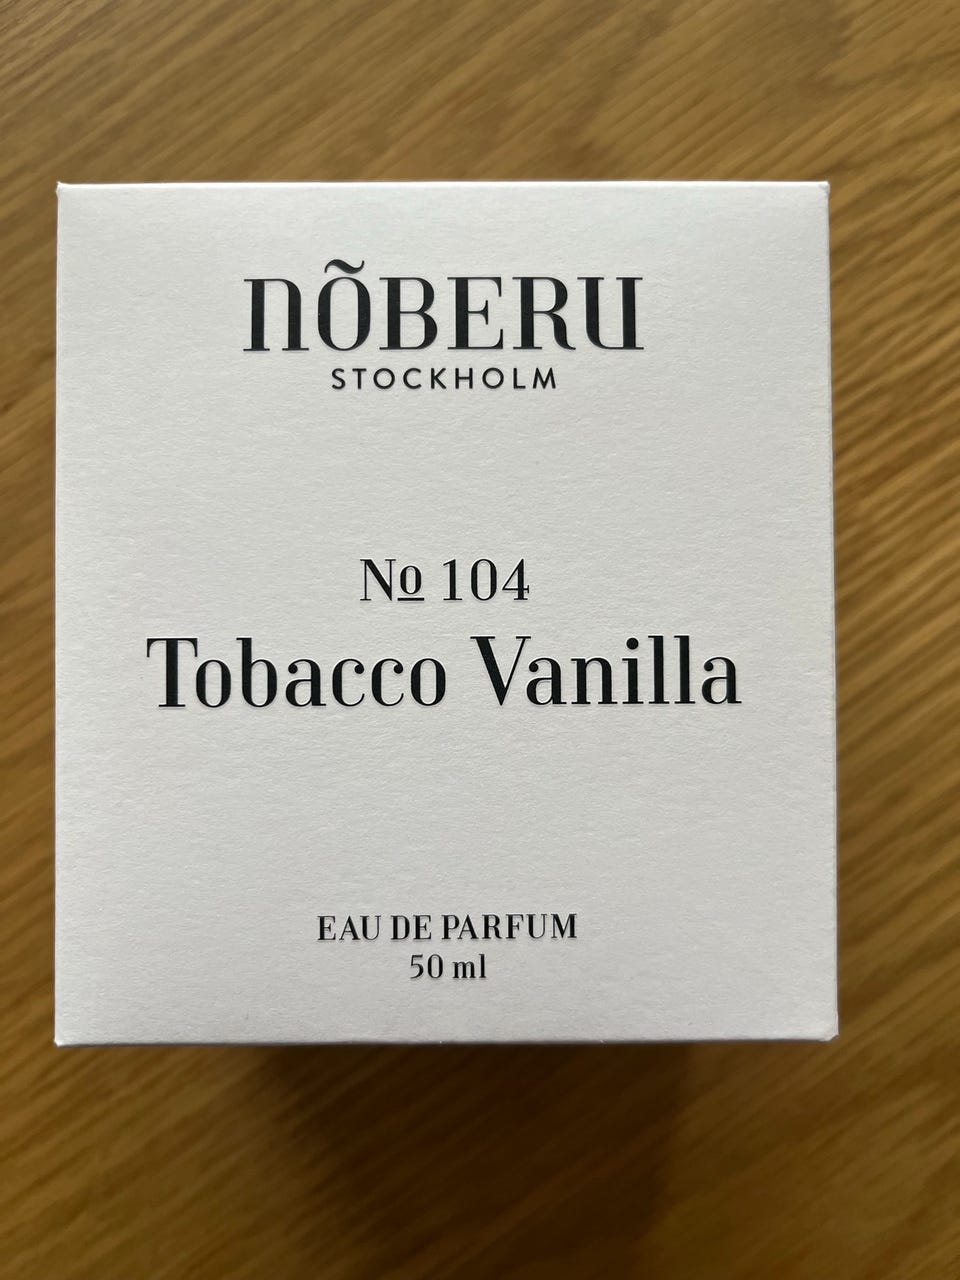 nõBERU
STOCKHOLM
No 104
Tobacco Vanilla
EAU DE PARFUM
50 ml